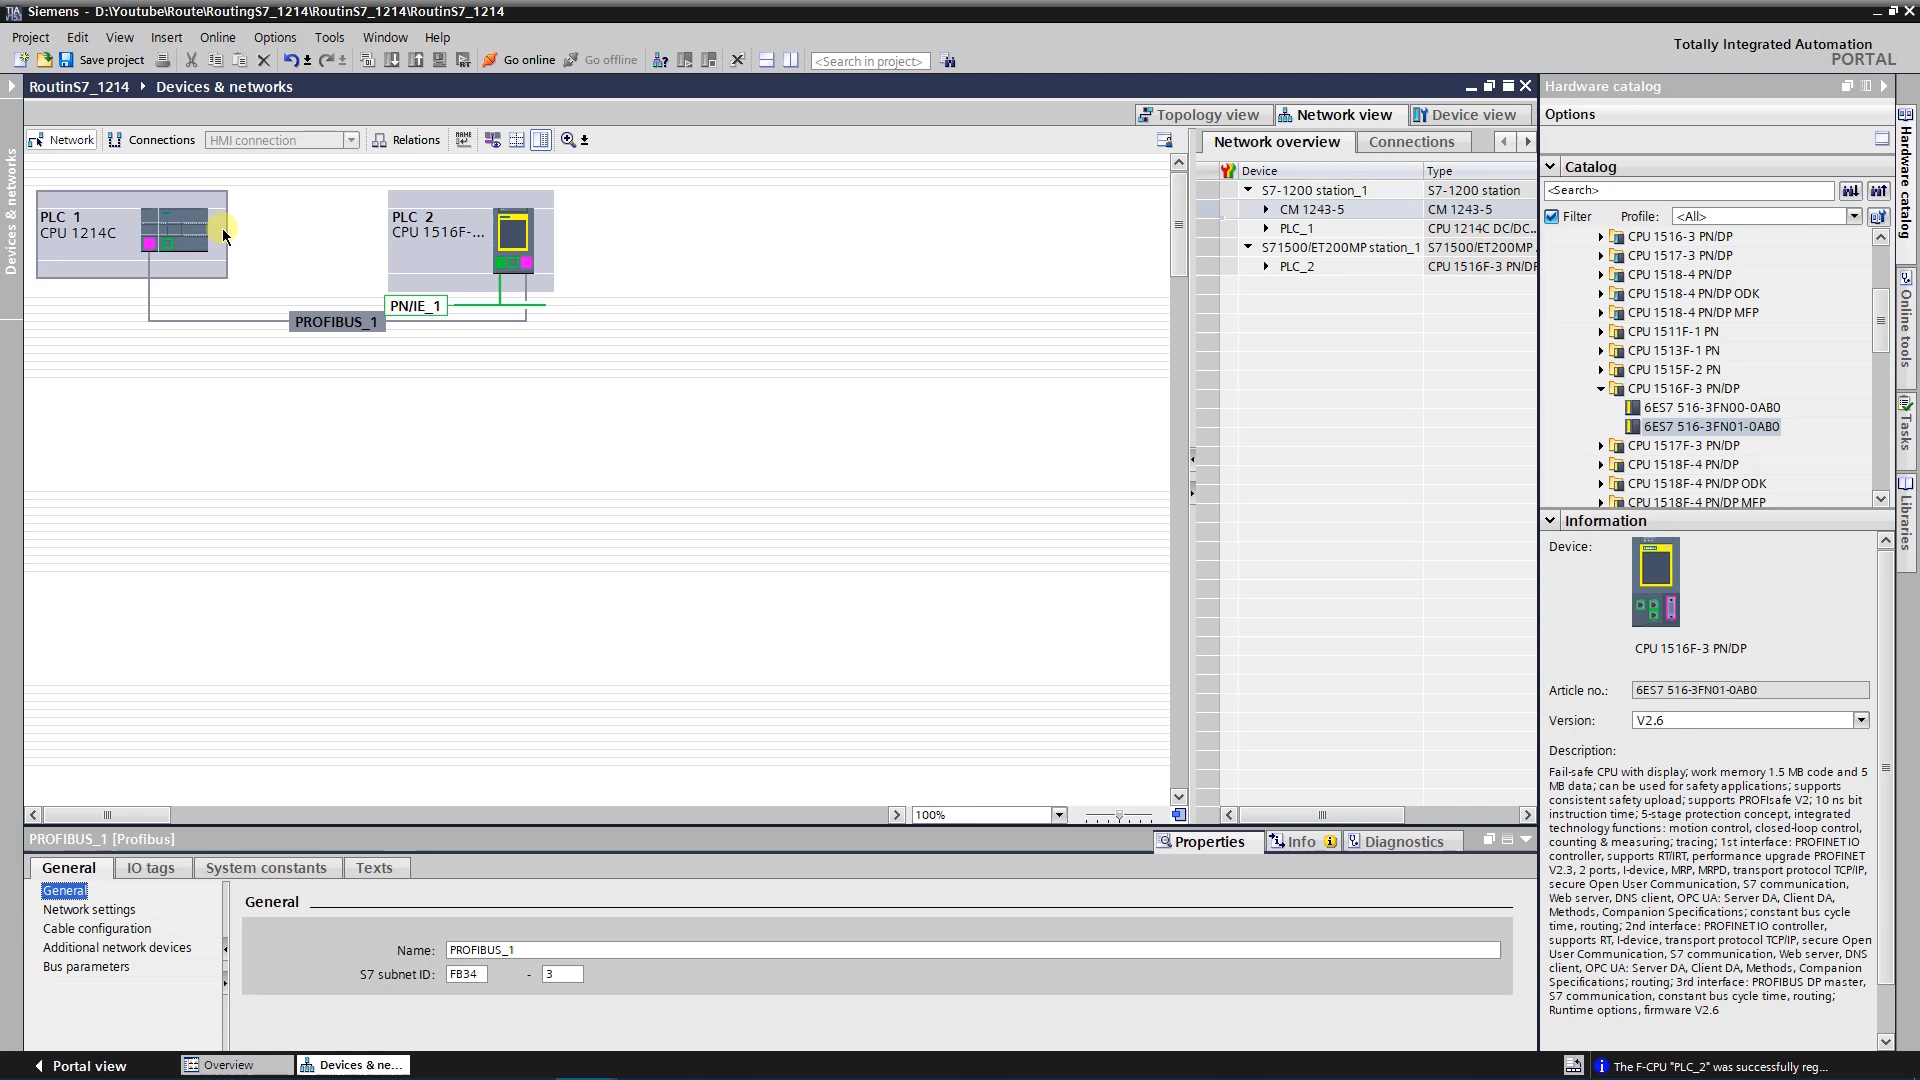 Siemens - D:\Youtube\Route\RoutingS7_1214\RoutinS7_1214\RoutinS7_1214
Project Edit View Insert Online Options Tools Window Help
Totally Integrated Automation
PORTAL
Save project Go online Go offline <Search in project>
RoutinS7_1214 Devices & networks
Topology view Network view Device view
Network Connections HMI connection Relations
Devices & networks
PLC_1
CPU 1214C
PLC_2
CPU 1516F-...
PN/IE_1
PROFIBUS_1
100%
Network overview Connections
Device Type
S7-1200 station_1 S7-1200 station
CM 1243-5 CM 1243-5
PLC_1 CPU 1214C DC/DC...
S71500/ET200MP station_1 S71500/ET200MP
PLC_2 CPU 1516F-3 PN/DP
Hardware catalog
Options
Catalog
<Search>
Filter Profile: <All>
CPU 1516-3 PN/DP
CPU 1517-3 PN/DP
CPU 1518-4 PN/DP
CPU 1518-4 PN/DP ODK
CPU 1518-4 PN/DP MFP
CPU 1511F-1 PN
CPU 1513F-1 PN
CPU 1515F-2 PN
CPU 1516F-3 PN/DP
6ES7 516-3FN00-0AB0
6ES7 516-3FN01-0AB0
CPU 1517F-3 PN/DP
CPU 1518F-4 PN/DP
CPU 1518F-4 PN/DP ODK
CPU 1518F-4 PN/DP MFP
Information
Device:
CPU 1516F-3 PN/DP
Article no.: 6ES7 516-3FN01-0AB0
Version: V2.6
Description:
Fail-safe CPU with display; work memory 1.5 MB code and 5
MB data; can be used for safety applications; supports
consistent safety upload; supports PROFIsafe V2; 10 ns bit
instruction time; 5-stage protection concept, integrated
technology functions: motion control, closed-loop control,
counting & measuring; tracing; 1st interface: PROFINET IO
controller, supports RT/IRT, performance upgrade PROFINET
V2.3, 2 ports, I-device, MRP, MRPD, transport protocol TCP/IP,
secure Open User Communication, S7 communication,
Web server, DNS client, OPC UA: Server DA, Client DA,
Methods, Companion Specifications; constant bus cycle
time, routing; 2nd interface: PROFINET IO controller,
supports RT, I-device, transport protocol TCP/IP, secure Open
User Communication, S7 communication, Web server, DNS
client, OPC UA: Server DA, Client DA, Methods, Companion
Specifications; routing; 3rd interface: PROFIBUS DP master,
S7 communication, constant bus cycle time, routing;
Runtime options, firmware V2.6
Hardware catalog
Online tools
Tasks
Libraries
PROFIBUS_1 [Profibus]
Properties Info Diagnostics
General IO tags System constants Texts
General
Network settings
Cable configuration
Additional network devices
Bus parameters
General
Name: PROFIBUS_1
S7 subnet ID: FB34 - 3
Portal view Overview Devices & ne...
The F-CPU "PLC_2" was successfully reg...